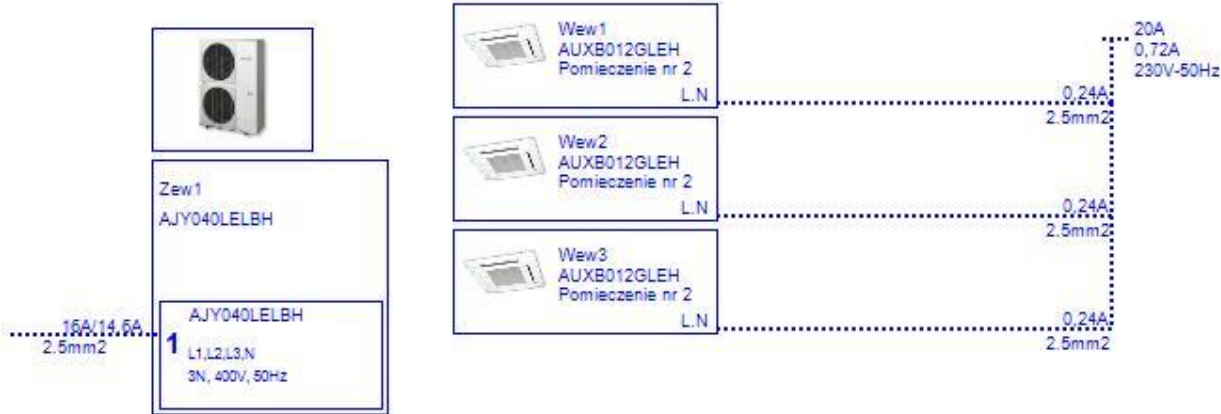 Zew1
AJY040LELBH
16A/14.6A
2.5mm2
AJY040LELBH
1
L1,L2,L3,N
3N, 400V, 50Hz
Wew1
AUXB012GLEH
Pomieczenie nr 2
L.N
0,24A
2.5mm2
Wew2
AUXB012GLEH
Pomieczenie nr 2
L.N
0,24A
2.5mm2
Wew3
AUXB012GLEH
Pomieczenie nr 2
L.N
0,24A
2.5mm2
20A
0,72A
230V-50Hz